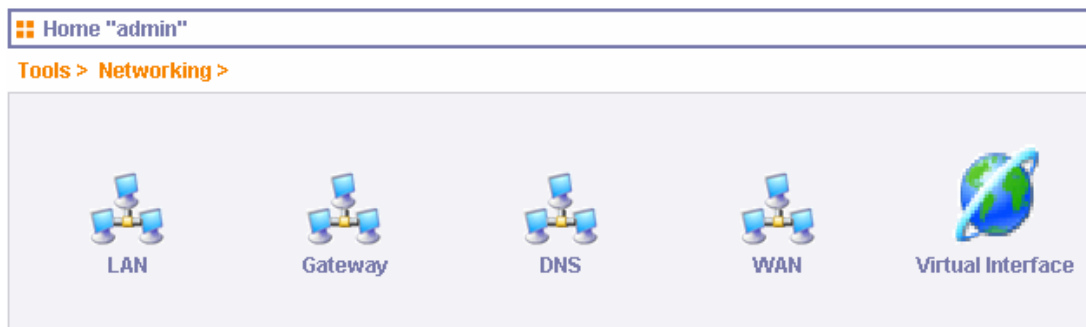 Home "admin"
Tools > Networking >
LAN Gateway DNS WAN Virtual Interface